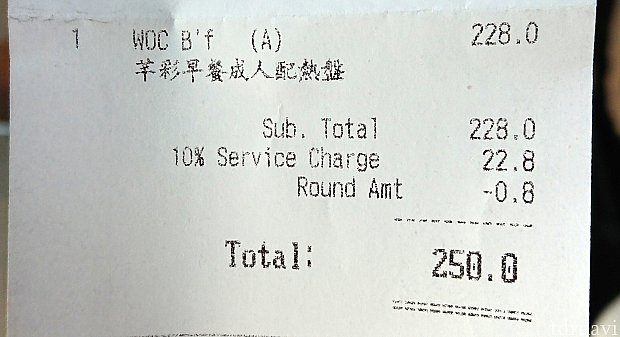 1 WOC B'f (A) 228.0
芊彩早餐成人配熱盤
Sub. Total 228.0
10% Service Charge 22.8
Round Amt -0.8
Total: 250.0